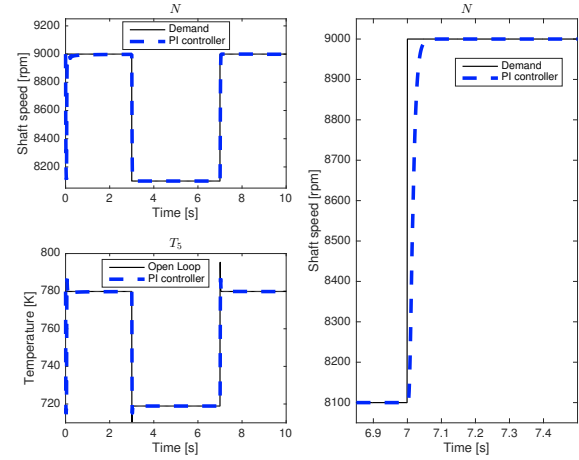 N
9200
9000
8800
8600
8400
8200
Shaft speed [rpm]
Demand
PI controller
0 2 4 6 8 10
Time [s]
T5
800
780
760
740
720
Temperature [K]
Open Loop
PI controller
0 2 4 6 8 10
Time [s]
N
9000
8900
8800
8700
8600
8500
8400
8300
8200
8100
8000
Shaft speed [rpm]
Demand
PI controller
6.9 7 7.1 7.2 7.3 7.4
Time [s]